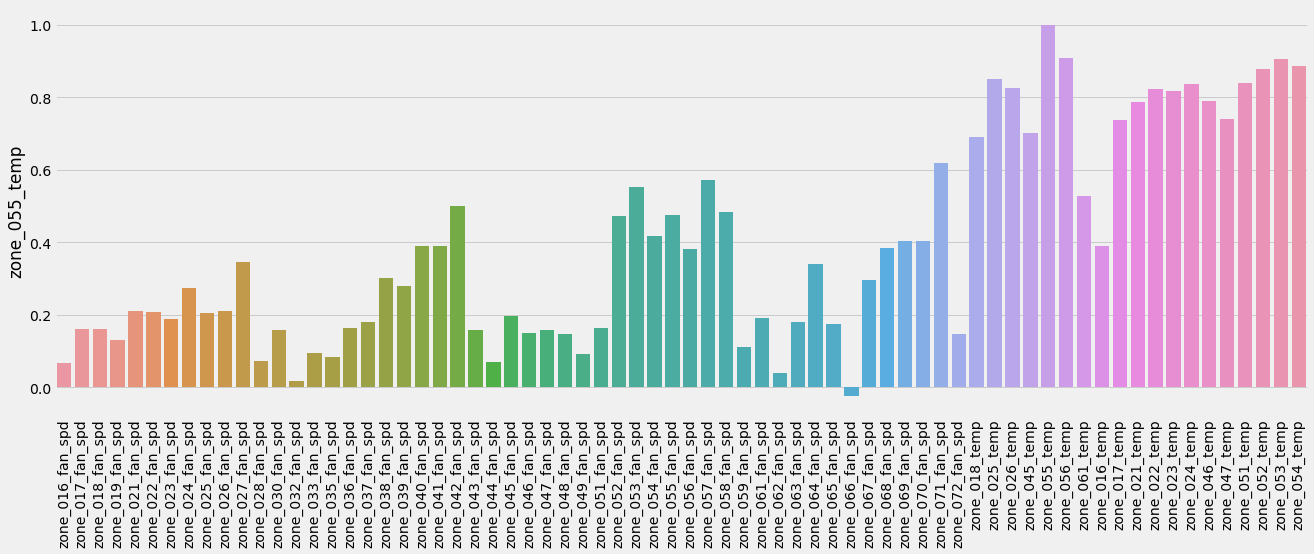 zone_055_temp
1.0
0.8
0.6
0.4
0.2
0.0
zone_016_fan_spd
zone_017_fan_spd
zone_018_fan_spd
zone_019_fan_spd
zone_021_fan_spd
zone_022_fan_spd
zone_023_fan_spd
zone_024_fan_spd
zone_025_fan_spd
zone_026_fan_spd
zone_027_fan_spd
zone_028_fan_spd
zone_030_fan_spd
zone_032_fan_spd
zone_033_fan_spd
zone_035_fan_spd
zone_036_fan_spd
zone_037_fan_spd
zone_038_fan_spd
zone_039_fan_spd
zone_040_fan_spd
zone_041_fan_spd
zone_042_fan_spd
zone_043_fan_spd
zone_044_fan_spd
zone_045_fan_spd
zone_046_fan_spd
zone_047_fan_spd
zone_048_fan_spd
zone_049_fan_spd
zone_051_fan_spd
zone_052_fan_spd
zone_053_fan_spd
zone_054_fan_spd
zone_055_fan_spd
zone_056_fan_spd
zone_057_fan_spd
zone_058_fan_spd
zone_059_fan_spd
zone_061_fan_spd
zone_062_fan_spd
zone_063_fan_spd
zone_064_fan_spd
zone_065_fan_spd
zone_066_fan_spd
zone_067_fan_spd
zone_068_fan_spd
zone_069_fan_spd
zone_070_fan_spd
zone_071_fan_spd
zone_072_fan_spd
zone_018_temp
zone_025_temp
zone_026_temp
zone_045_temp
zone_055_temp
zone_056_temp
zone_061_temp
zone_016_temp
zone_017_temp
zone_021_temp
zone_022_temp
zone_023_temp
zone_024_temp
zone_046_temp
zone_047_temp
zone_051_temp
zone_052_temp
zone_053_temp
zone_054_temp